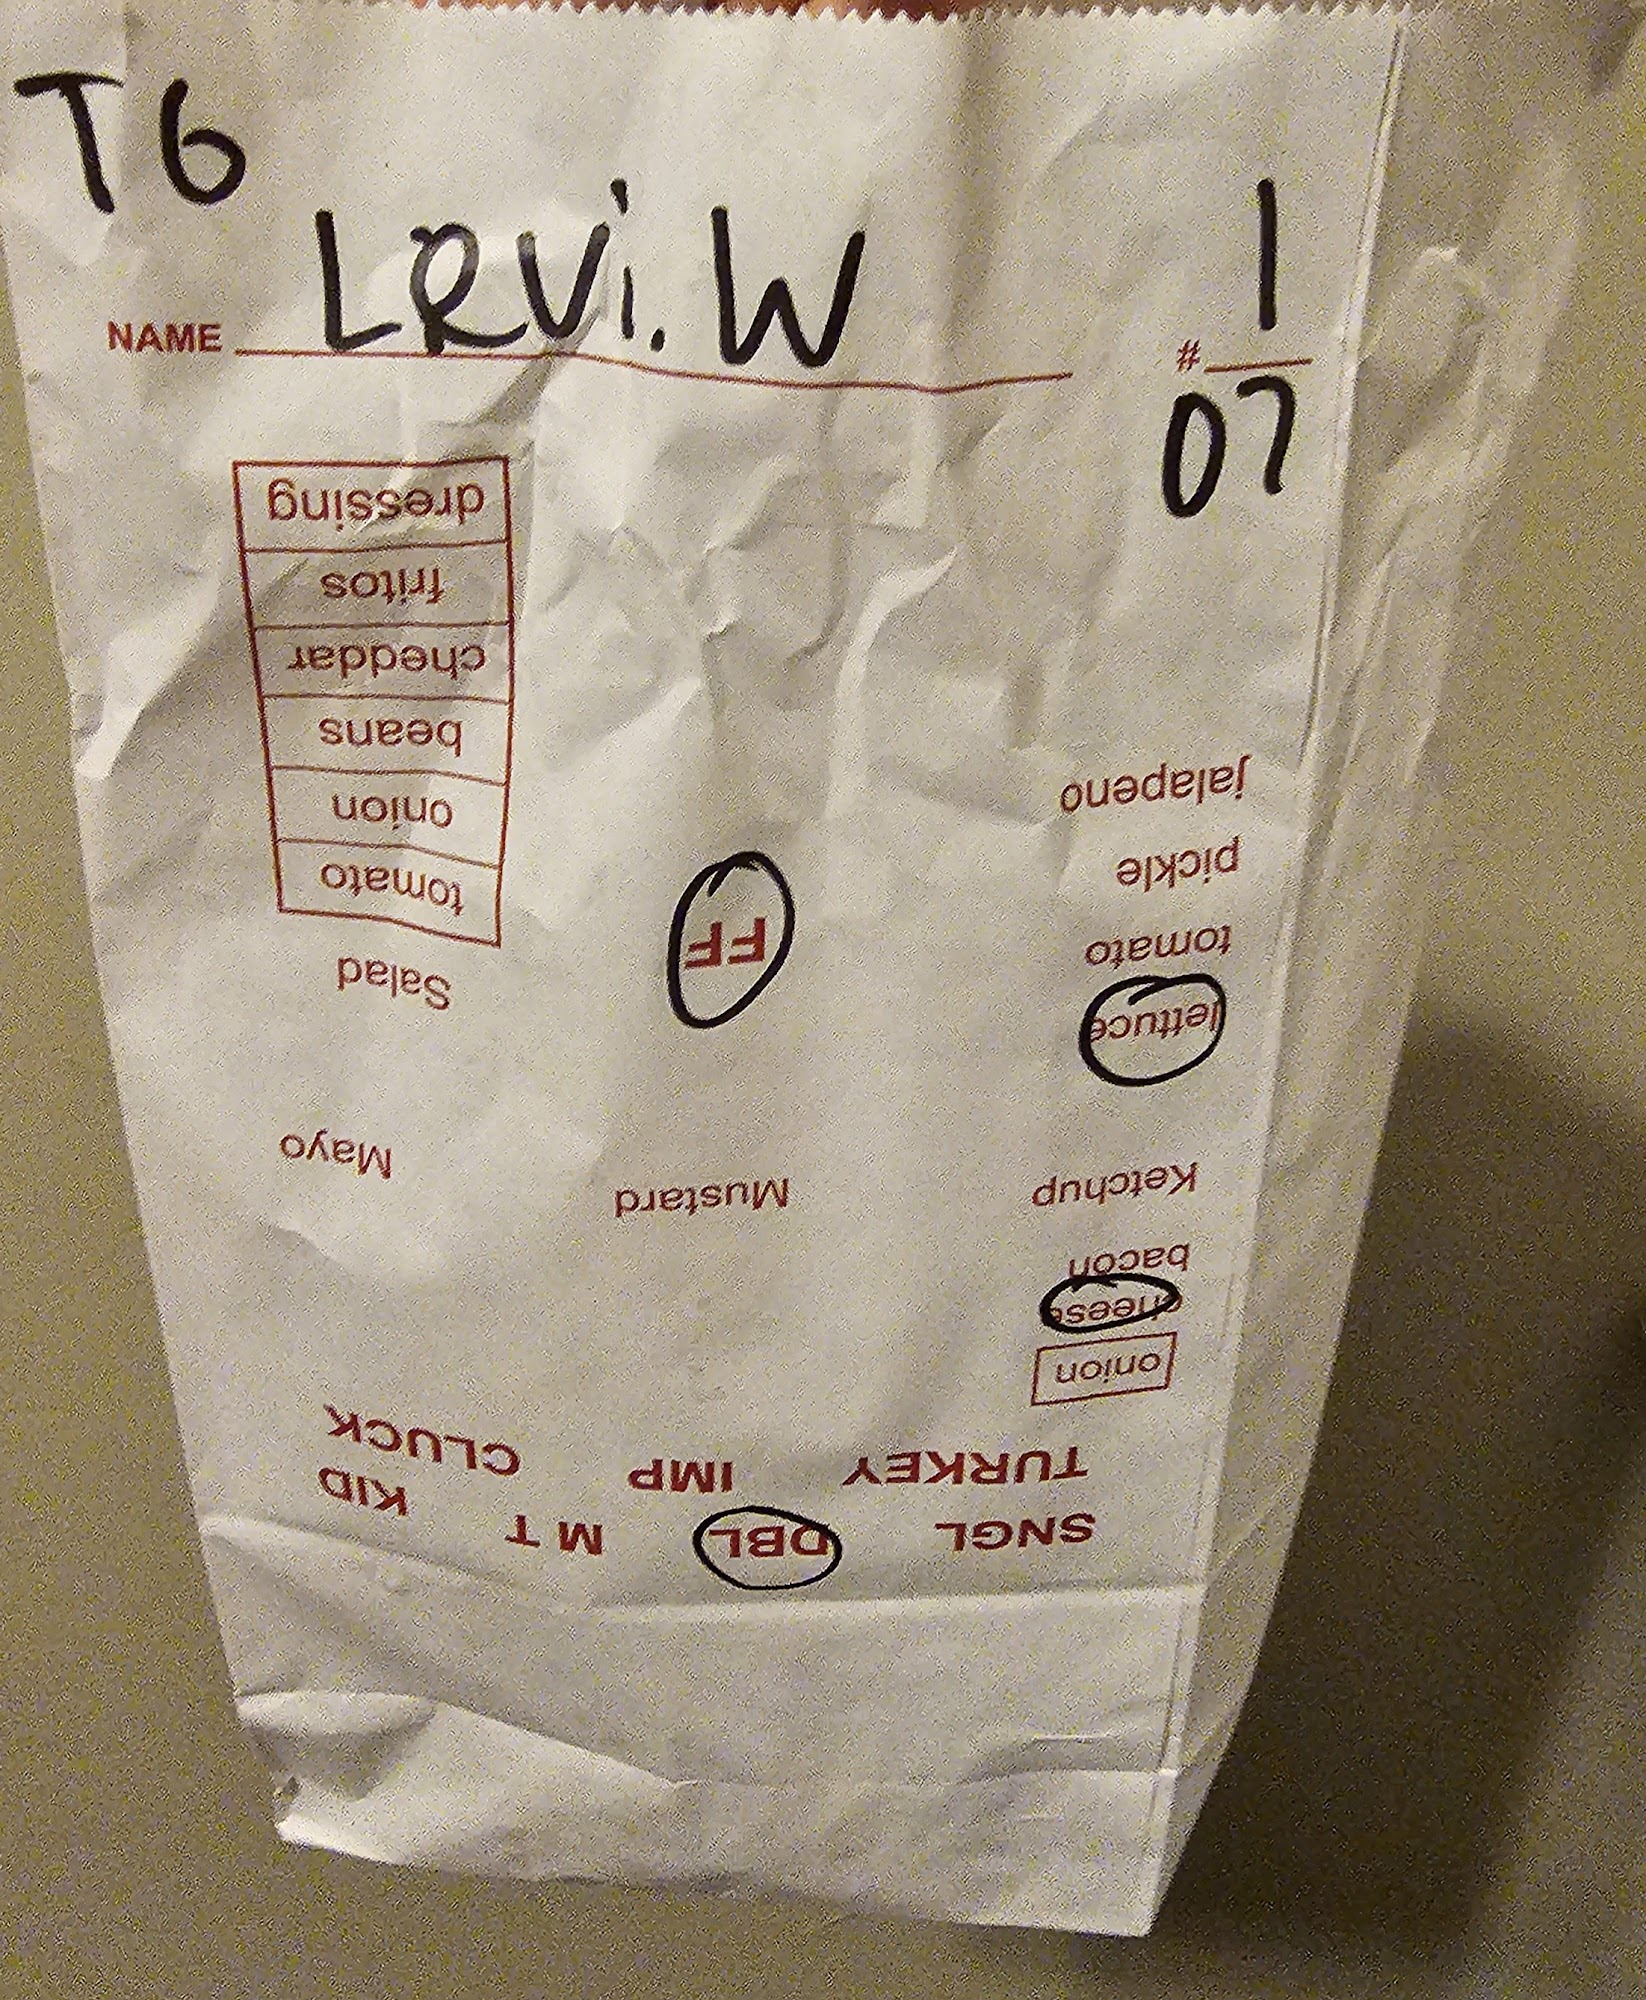 T6
NAME LRVi. W # 1
07
SNGL DBL M T KID
TURKEY IMP CLUCK
onion
cheese
bacon
Ketchup Mustard Mayo
lettuce
tomato
pickle
jalapeno
FF
Salad
tomato
onion
beans
cheddar
fritos
dressing